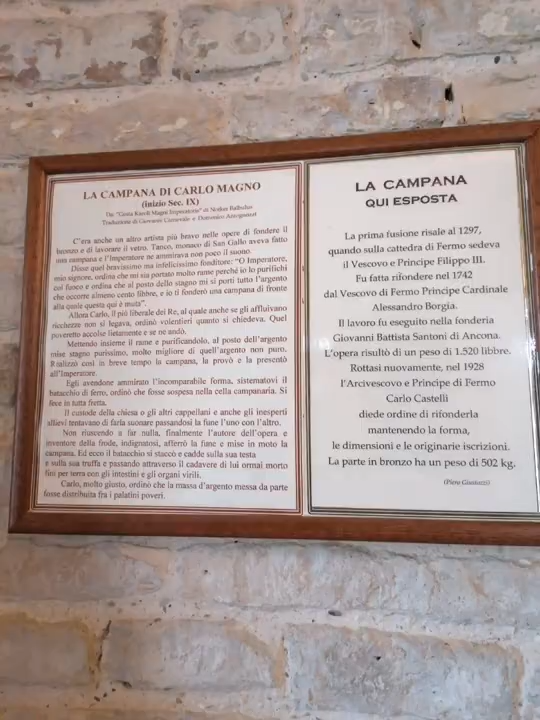 LA CAMPANA DI CARLO MAGNO
(inizio Sec. IX)
Da "Gesta Karoli Magni Imperatoris" di Notker Balbulus
Traduzione di Giovanni Carnevale e Domenico Antognozzi
C'era anche un altro artista più bravo nelle opere di fondere il
bronzo e di lavorare il vetro. Tanco, monaco di San Gallo aveva fatto
una campana e l'Imperatore ne ammirava non poco il suono.
Disse quel bravissimo ma infelicissimo fonditore: "O Imperatore,
mio signore, ordina che mi sia portato molto rame perché io lo purifichi
col fuoco e ordina che al posto dello stagno mi si porti tutto l'argento
che occorre almeno cento libbre, e io ti fonderò una campana di fronte
alla quale questa qui è muta".
Allora Carlo, il più liberale dei Re, al quale anche se gli affluivano
ricchezze non si legava, ordinò volentieri quanto si chiedeva. Quel
poveretto accolse lietamente e se ne andò.
Mettendo insieme il rame e purificandolo, al posto dell'argento
mise stagno purissimo, molto migliore di quell'argento non puro.
Realizzò così in breve tempo la campana, la provò e la presentò
all'Imperatore.
Egli avendone ammirato l'incomparabile forma, sistematovi il
batacchio di ferro, ordinò che fosse sospesa nella cella campanaria. Si
fece in tutta fretta.
Il custode della chiesa o gli altri cappellani e anche gli inesperti
allievi tentavano di farla suonare passandosi la fune l'uno con l'altro.
Non riuscendo a far nulla, finalmente l'autore dell'opera e
inventore della frode, indignatosi, afferrò la fune e mise in moto la
campana. Ed ecco il batacchio si staccò e cadde sulla sua testa
e sulla sua truffa e passando attraverso il cadavere di lui ormai morto
finì per terra con gli intestini e gli organi virili.
Carlo, molto giusto, ordinò che la massa d'argento messa da parte
fosse distribuita fra i palatini poveri.
LA CAMPANA
QUI ESPOSTA
La prima fusione risale al 1297,
quando sulla cattedra di Fermo sedeva
il Vescovo e Principe Filippo III.
Fu fatta rifondere nel 1742
dal Vescovo di Fermo Principe Cardinale
Alessandro Borgia.
Il lavoro fu eseguito nella fonderia
Giovanni Battista Santoni di Ancona.
L'opera risultò di un peso di 1.520 libbre.
Rottasi nuovamente, nel 1928
l'Arcivescovo e Principe di Fermo
Carlo Castelli
diede ordine di rifonderla
mantenendo la forma,
le dimensioni e le originarie iscrizioni.
La parte in bronzo ha un peso di 502 kg.
(Piero Giustozzi)